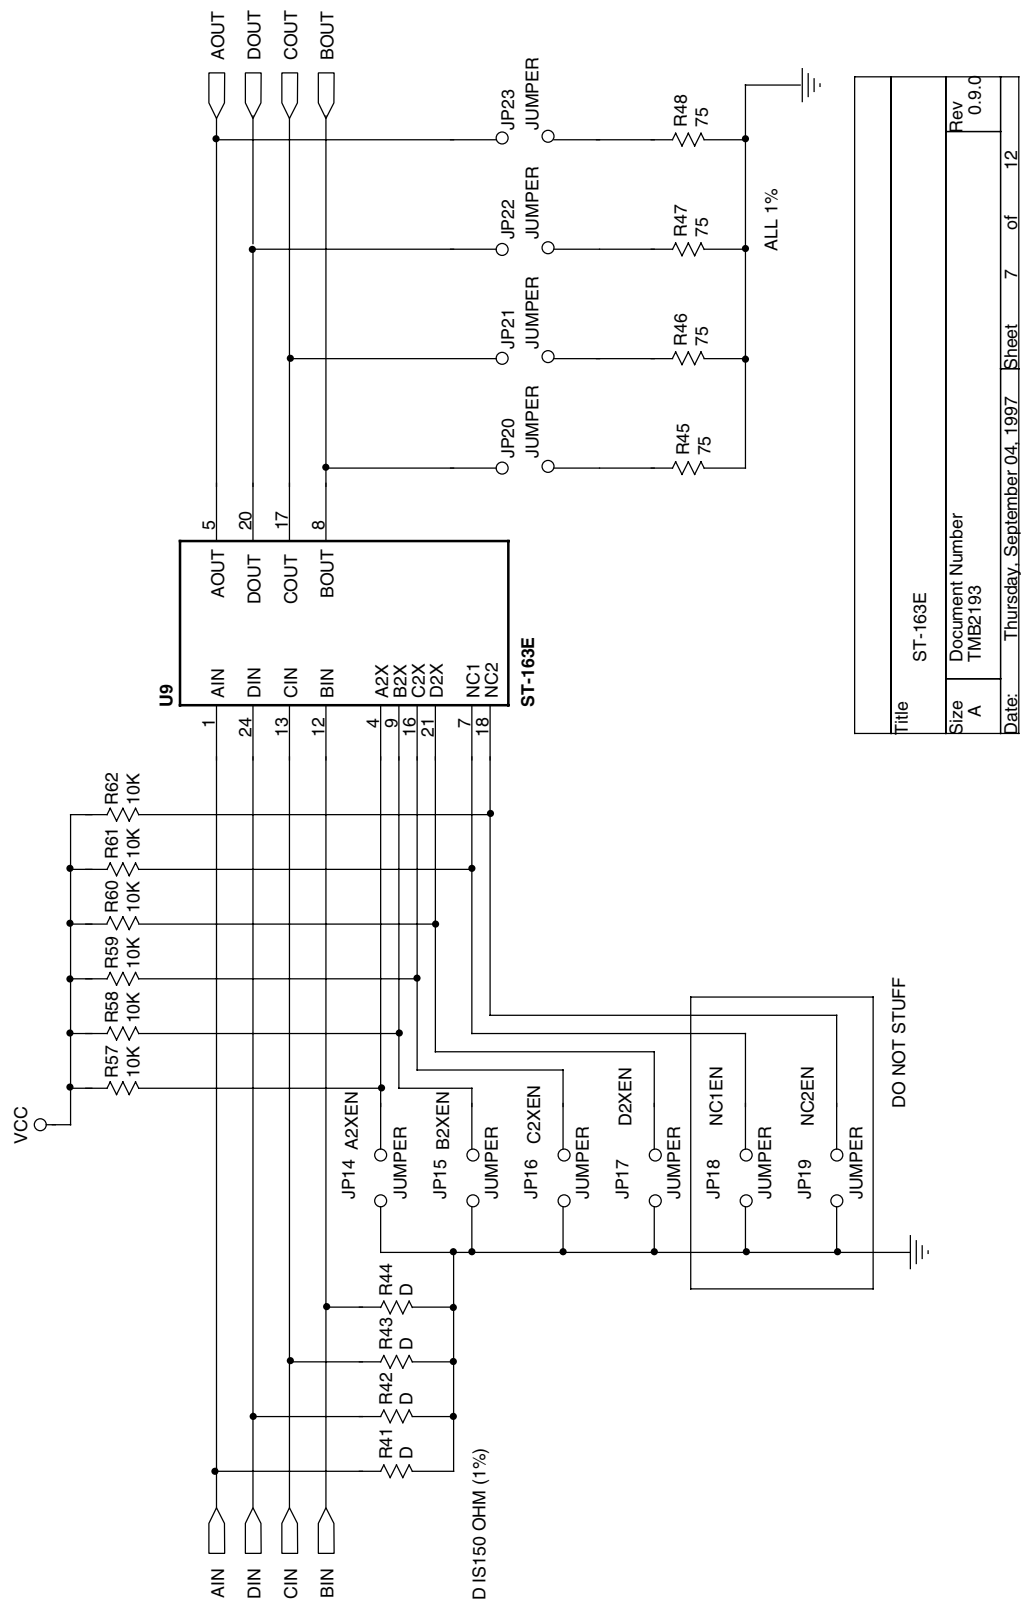 VCC
R57
10K
R58
10K
R59
10K
R60
10K
R61
10K
R62
10K
AIN
DIN
CIN
BIN
R41
D
R42
D
R43
D
R44
D
D IS150 OHM (1%)
JP14
A2XEN
JUMPER
JP15
B2XEN
JUMPER
JP16
C2XEN
JUMPER
JP17
D2XEN
JUMPER
JP18
NC1EN
JUMPER
JP19
NC2EN
JUMPER
DO NOT STUFF
U9
1
AIN
24
DIN
13
CIN
12
BIN
4
A2X
9
B2X
16
C2X
21
D2X
7
NC1
18
NC2
AOUT
5
DOUT
20
COUT
17
BOUT
8
ST-163E
AOUT
DOUT
COUT
BOUT
JP20
JUMPER
JP21
JUMPER
JP22
JUMPER
JP23
JUMPER
R45
75
R46
75
R47
75
R48
75
ALL 1%
Title
ST-163E
Size
A
Document Number
TMB2193
Rev
0.9.0
Date:
Thursday, September 04, 1997
Sheet
7
of
12